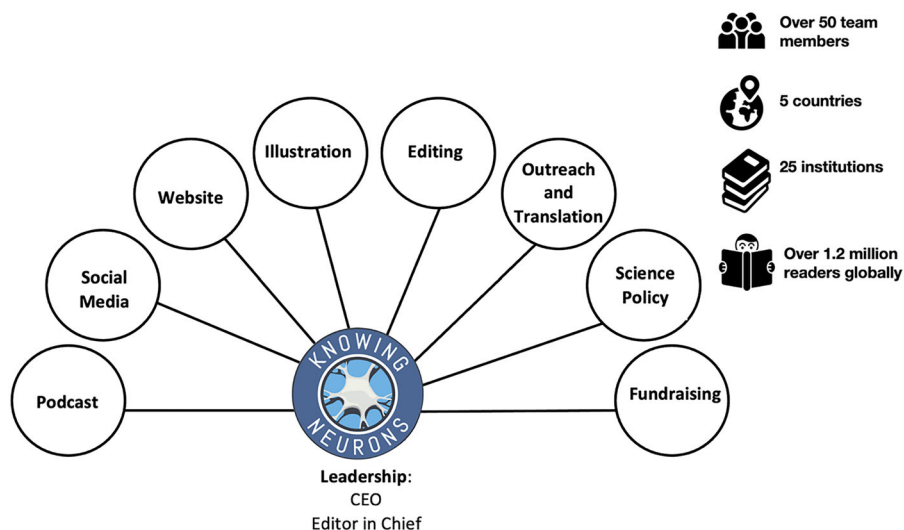 Over 50 team
members
5 countries
25 institutions
Over 1.2 million
readers globally
Podcast
Social
Media
Website
Illustration
Editing
Outreach
and
Translation
Science
Policy
Fundraising
KNOWING
NEURONS
Leadership:
CEO
Editor in Chief